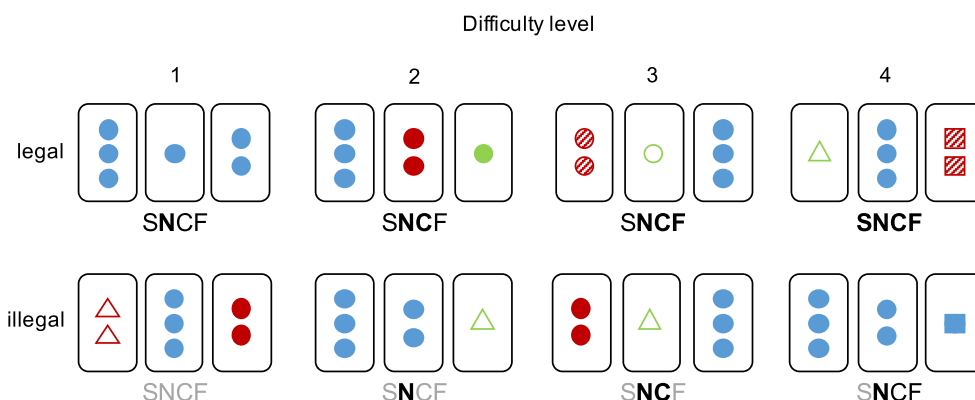 Difficulty level
1 2 3 4
legal
SNCF SNCF SNCF SNCF
illegal
SNCF SNCF SNCF SNCF